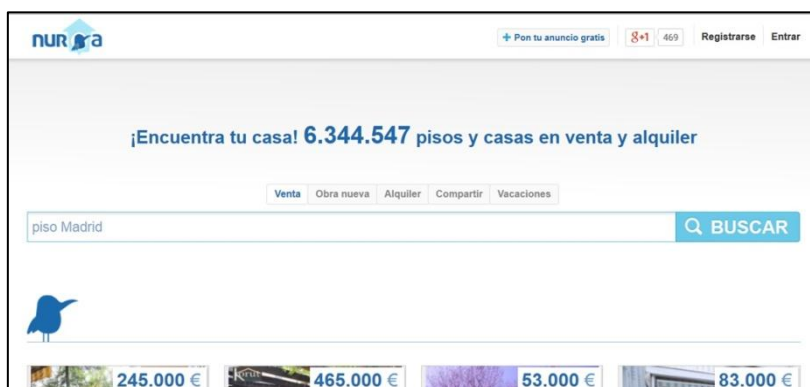 nuroa
+ Pon tu anuncio gratis
g+1 469
Registrarse
Entrar
¡Encuentra tu casa! 6.344.547 pisos y casas en venta y alquiler
Venta Obra nueva Alquiler Compartir Vacaciones
piso Madrid
BUSCAR
245.000 € 465.000 € 53.000 € 83.000 €